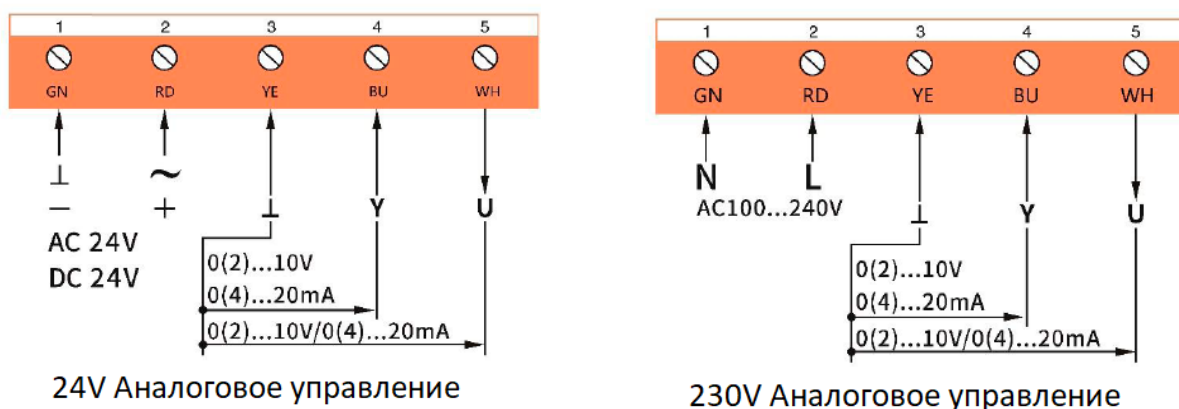 1 2 3 4 5
GN RD YE BU WH
⊥ ~
— + ⊥ Y U
AC 24V
DC 24V
0(2)...10V
0(4)...20mA
0(2)...10V/0(4)...20mA
24V Аналоговое управление
1 2 3 4 5
GN RD YE BU WH
N L
AC100...240V
⊥ Y U
0(2)...10V
0(4)...20mA
0(2)...10V/0(4)...20mA
230V Аналоговое управление